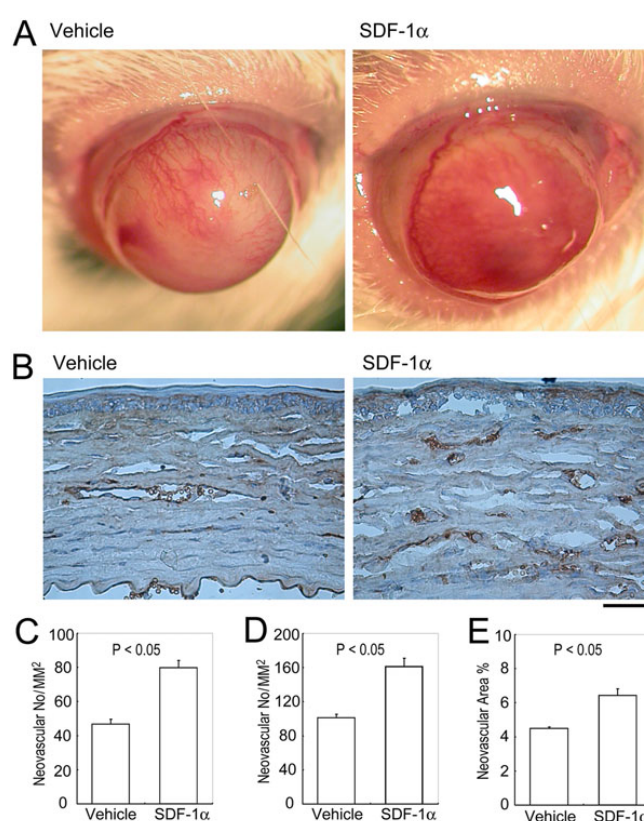 A
Vehicle
SDF-1α
B
Vehicle
SDF-1α
C
Neovascular No/MM²
100
80
60
40
20
0
P < 0.05
Vehicle
SDF-1α
D
Neovascular No/MM²
200
160
120
80
40
0
P < 0.05
Vehicle
SDF-1α
E
Neovascular Area %
8
6
4
2
0
P < 0.05
Vehicle
SDF-1α